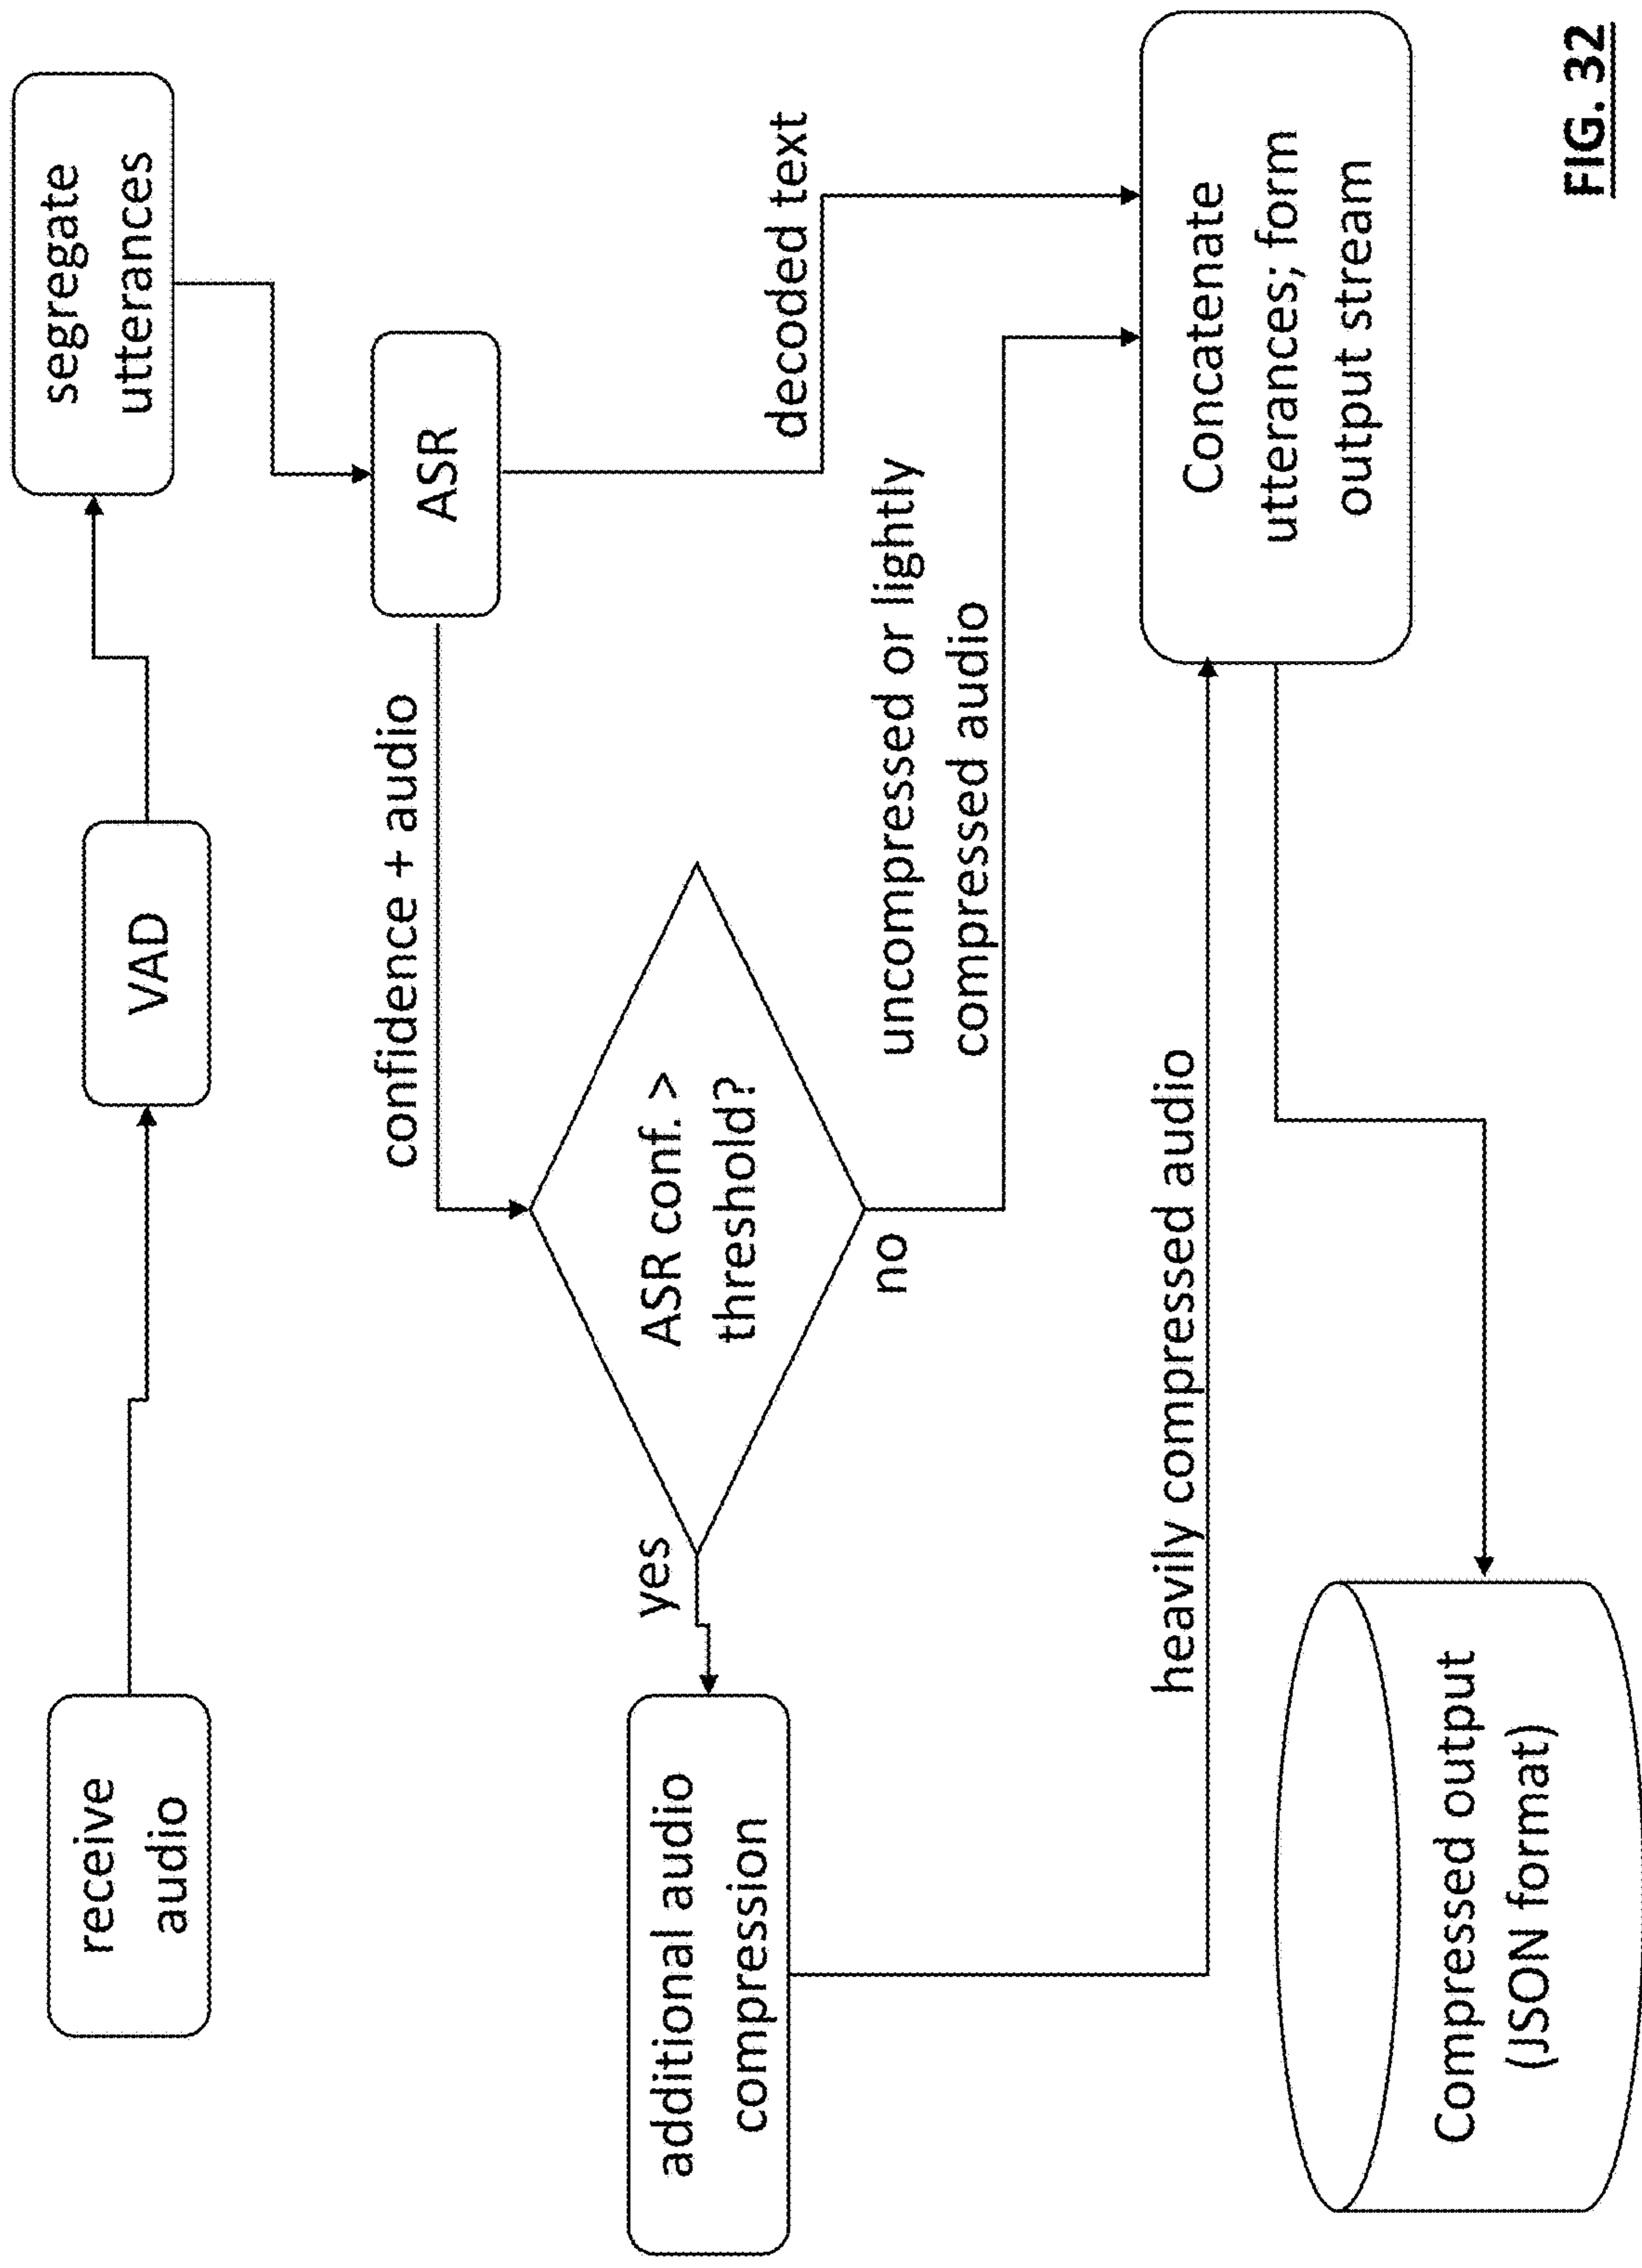 receive
audio
VAD
segregate
utterances
confidence + audio
ASR
yes
ASR conf. >
threshold?
no
decoded text
uncompressed or lightly
compressed audio
additional audio
compression
heavily compressed audio
Concatenate
utterances; form
output stream
Compressed output
(JSON format)
FIG. 32